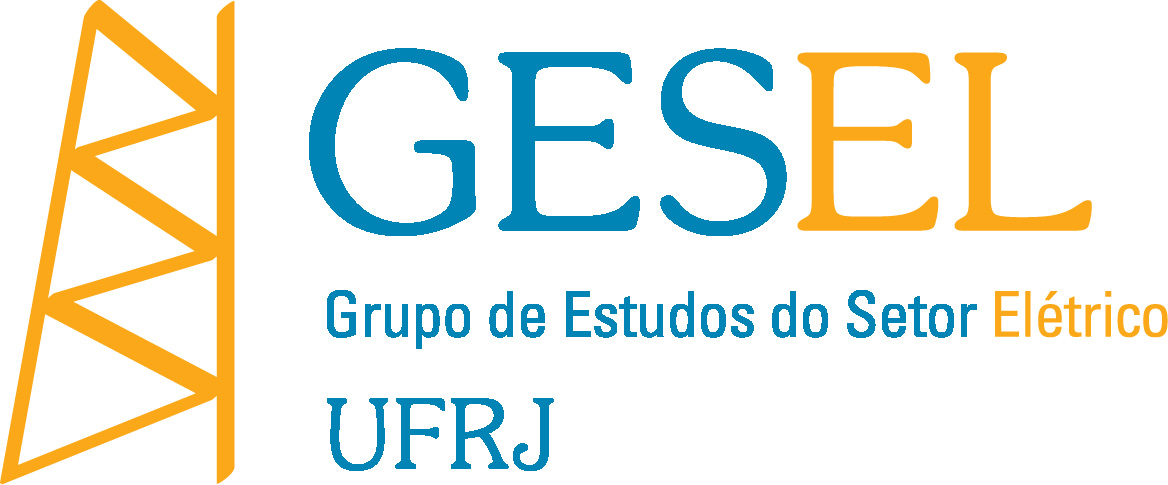 GESEL
Grupo de Estudos do Setor Elétrico
UFRJ